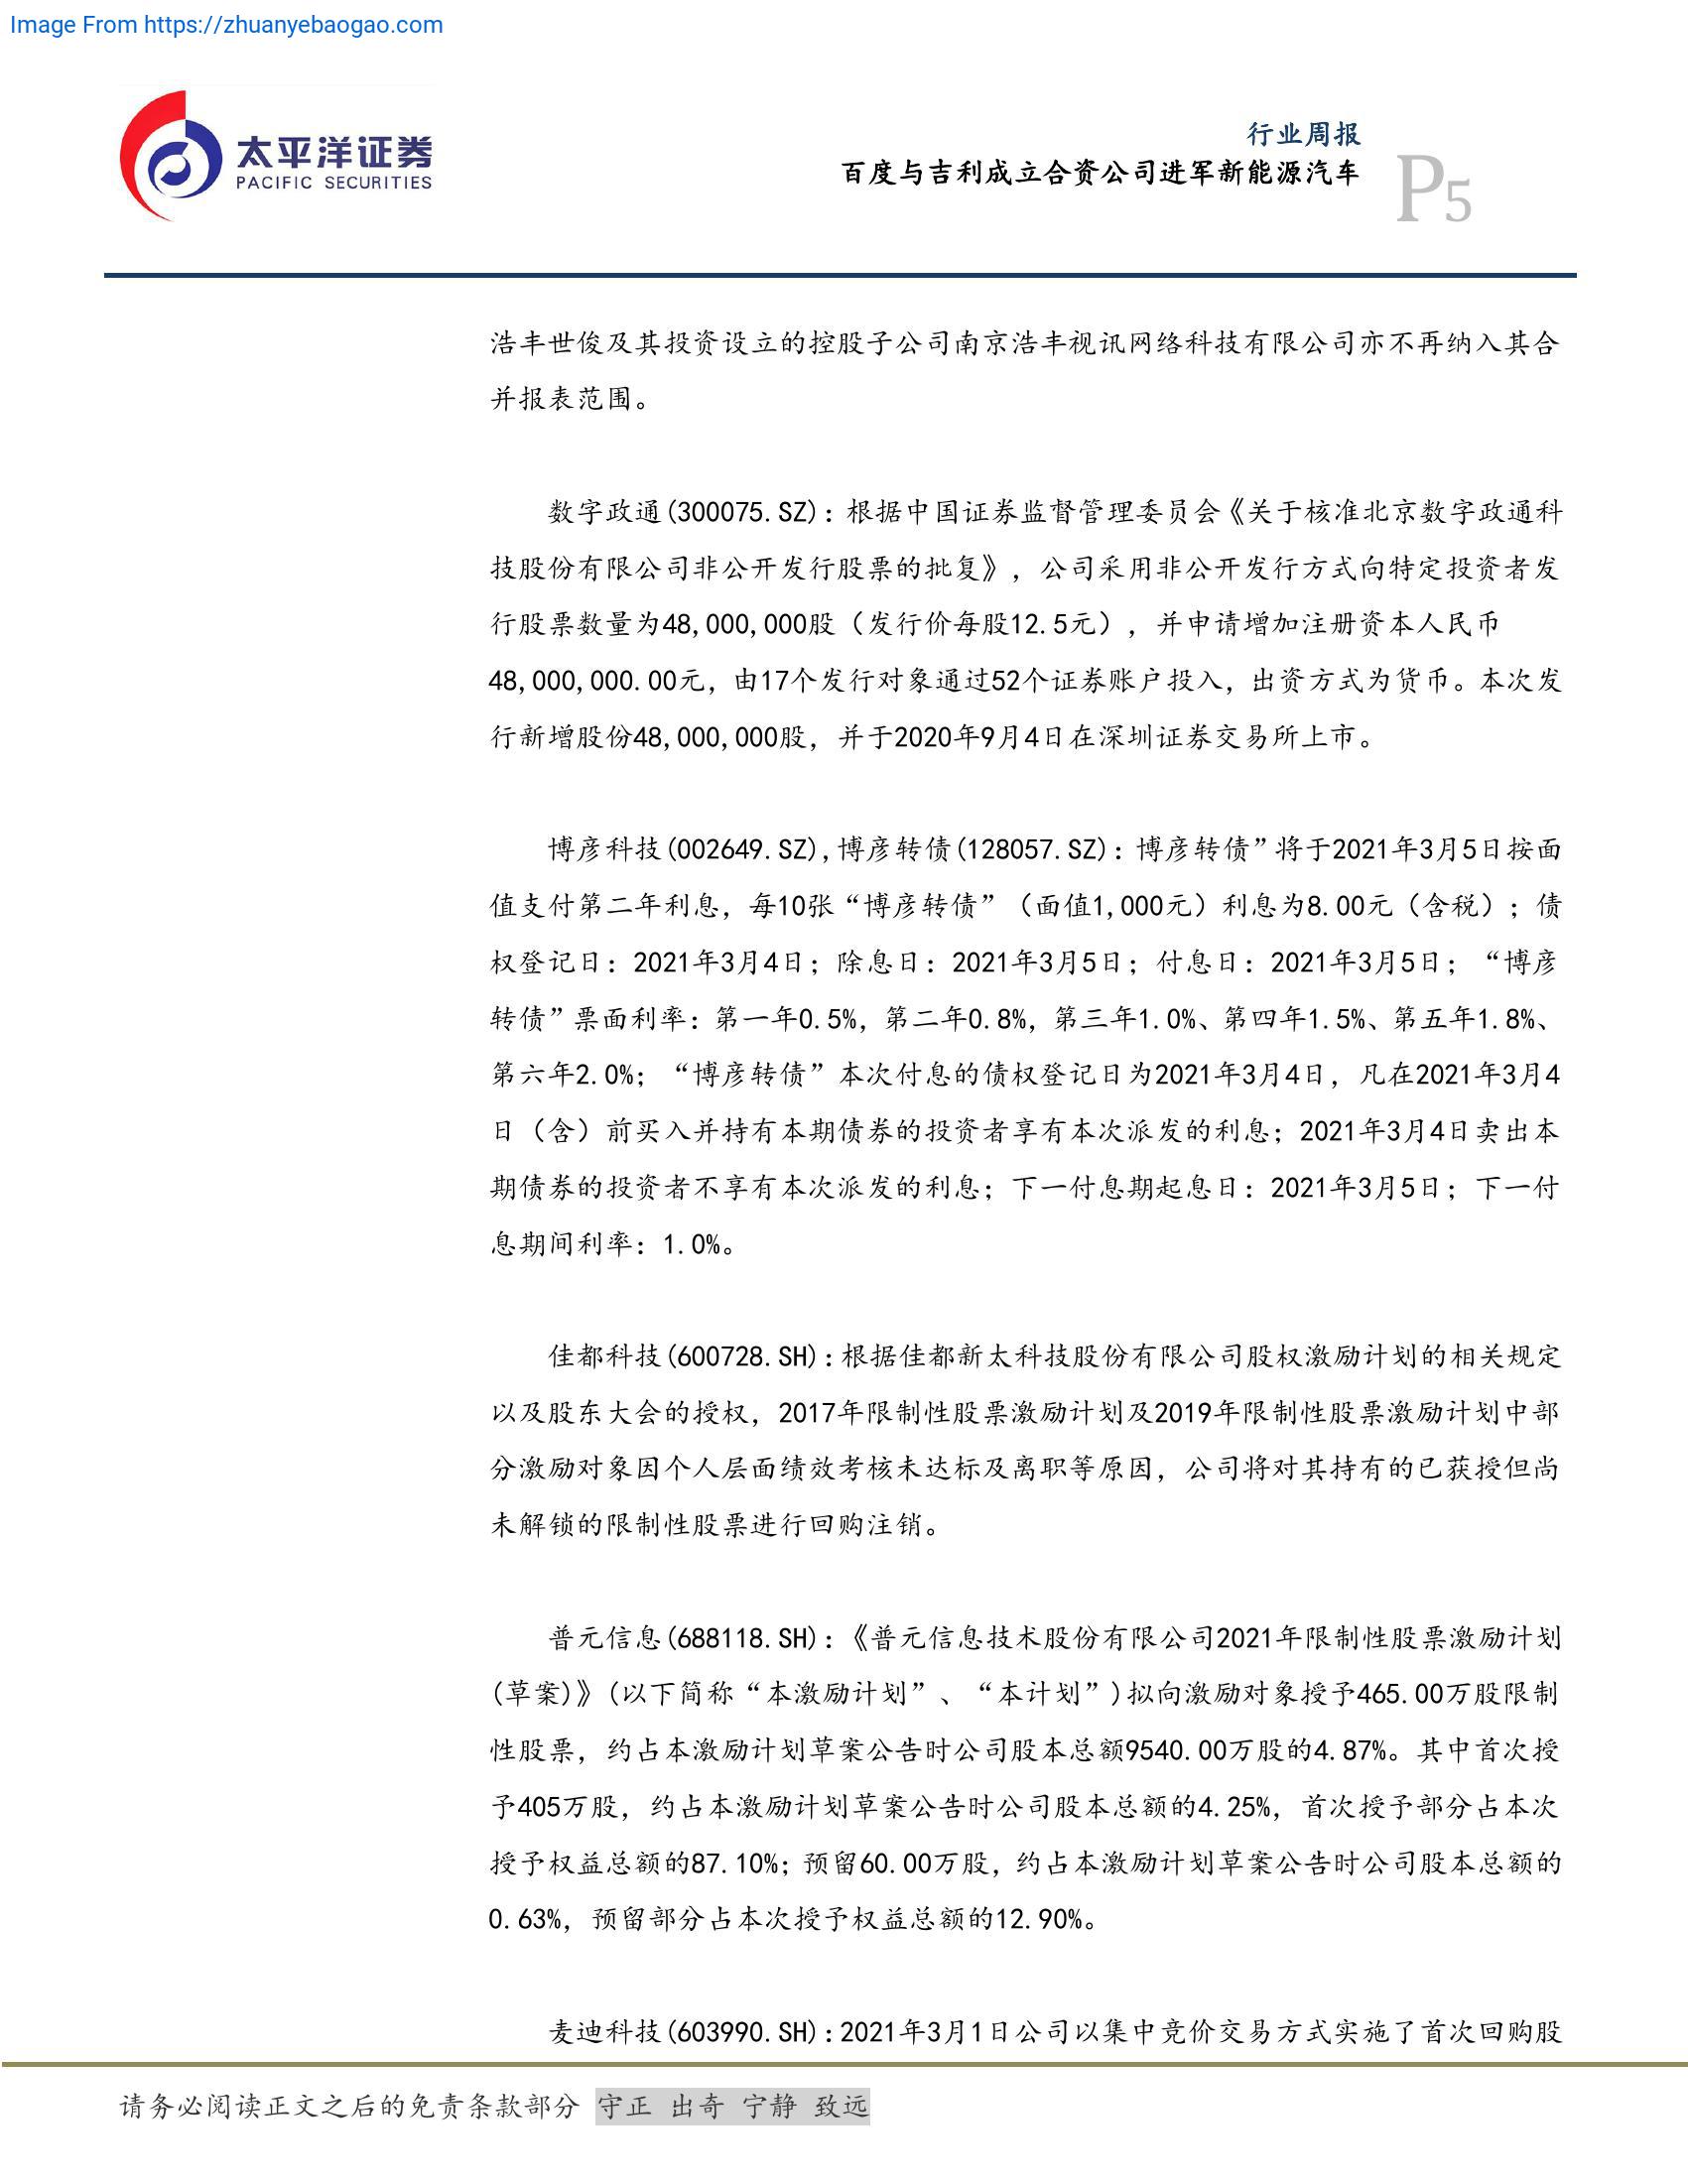 Image From https://zhuanyebaogao.com
太平洋证券
PACIFIC SECURITIES
行业周报
百度与吉利成立合资公司进军新能源汽车
P5
浩丰世俊及其投资设立的控股子公司南京浩丰视讯网络科技有限公司亦不再纳入其合
并报表范围。
数字政通(300075.SZ)：根据中国证券监督管理委员会《关于核准北京数字政通科
技股份有限公司非公开发行股票的批复》，公司采用非公开发行方式向特定投资者发
行股票数量为48,000,000股（发行价每股12.5元），并申请增加注册资本人民币
48,000,000.00元，由17个发行对象通过52个证券账户投入，出资方式为货币。本次发
行新增股份48,000,000股，并于2020年9月4日在深圳证券交易所上市。
博彦科技(002649.SZ),博彦转债(128057.SZ)：博彦转债”将于2021年3月5日按面
值支付第二年利息，每10张“博彦转债”（面值1,000元）利息为8.00元（含税）；债
权登记日：2021年3月4日；除息日：2021年3月5日；付息日：2021年3月5日；“博彦
转债”票面利率：第一年0.5%，第二年0.8%，第三年1.0%、第四年1.5%、第五年1.8%、
第六年2.0%；“博彦转债”本次付息的债权登记日为2021年3月4日，凡在2021年3月4
日（含）前买入并持有本期债券的投资者享有本次派发的利息；2021年3月4日卖出本
期债券的投资者不享有本次派发的利息；下一付息期起息日：2021年3月5日；下一付
息期间利率：1.0%。
佳都科技(600728.SH)：根据佳都新太科技股份有限公司股权激励计划的相关规定
以及股东大会的授权，2017年限制性股票激励计划及2019年限制性股票激励计划中部
分激励对象因个人层面绩效考核未达标及离职等原因，公司将对其持有的已获授但尚
未解锁的限制性股票进行回购注销。
普元信息(688118.SH)：《普元信息技术股份有限公司2021年限制性股票激励计划
(草案)》(以下简称“本激励计划”、“本计划”)拟向激励对象授予465.00万股限制
性股票，约占本激励计划草案公告时公司股本总额9540.00万股的4.87%。其中首次授
予405万股，约占本激励计划草案公告时公司股本总额的4.25%，首次授予部分占本次
授予权益总额的87.10%；预留60.00万股，约占本激励计划草案公告时公司股本总额的
0.63%，预留部分占本次授予权益总额的12.90%。
麦迪科技(603990.SH)：2021年3月1日公司以集中竞价交易方式实施了首次回购股
请务必阅读正文之后的免责条款部分 守正 出奇 宁静 致远